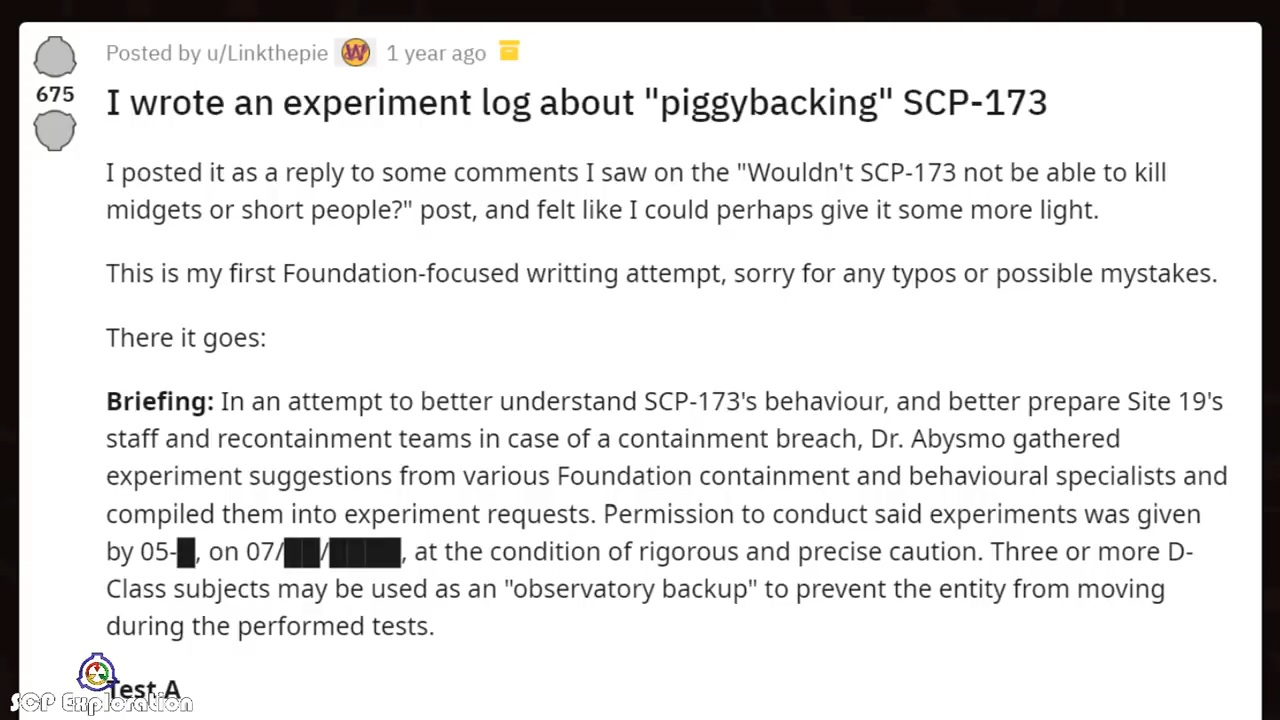 Posted by u/Linkthepie 1 year ago
675
I wrote an experiment log about "piggybacking" SCP-173
I posted it as a reply to some comments I saw on the "Wouldn't SCP-173 not be able to kill
midgets or short people?" post, and felt like I could perhaps give it some more light.
This is my first Foundation-focused writting attempt, sorry for any typos or possible mystakes.
There it goes:
Briefing: In an attempt to better understand SCP-173's behaviour, and better prepare Site 19's
staff and recontainment teams in case of a containment breach, Dr. Abysmo gathered
experiment suggestions from various Foundation containment and behavioural specialists and
compiled them into experiment requests. Permission to conduct said experiments was given
by 05-█, on 07/██/████, at the condition of rigorous and precise caution. Three or more D-
Class subjects may be used as an "observatory backup" to prevent the entity from moving
during the performed tests.
Test A
SCP Exploration